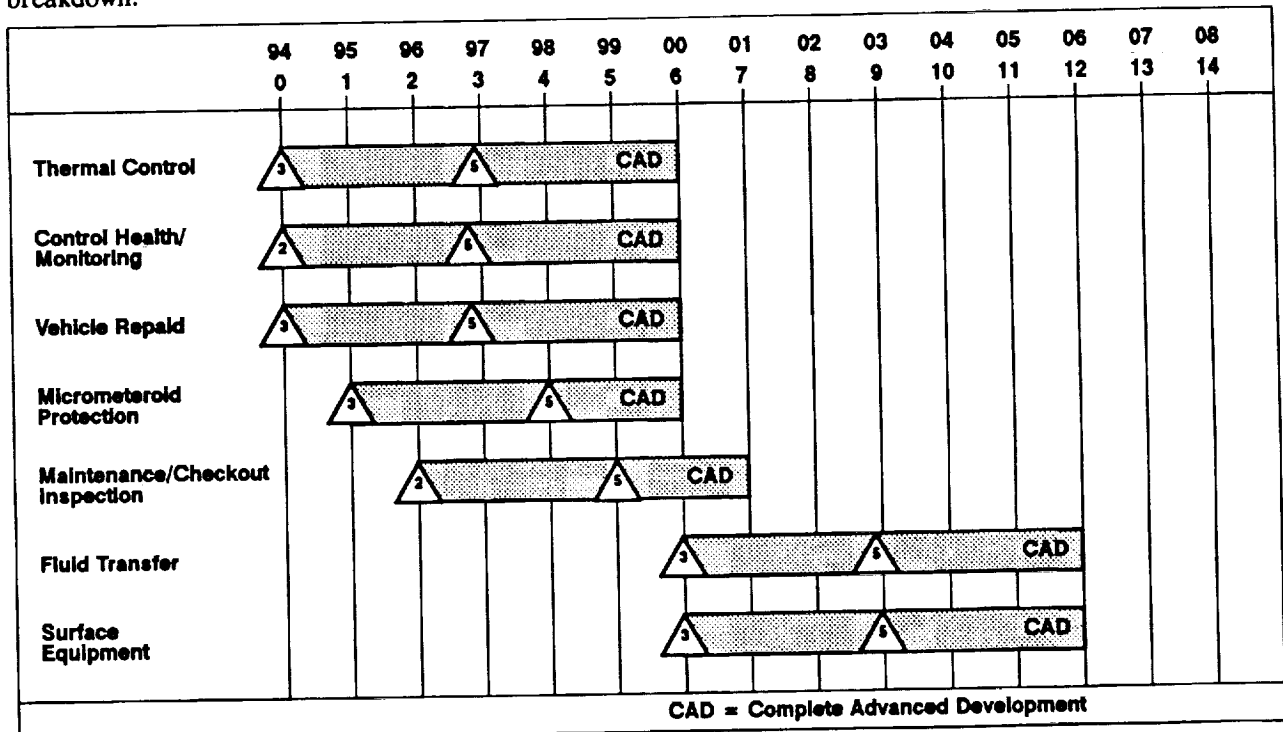 breakdown.
94 95 96 97 98 99 00 01 02 03 04 05 06 07 08
0 1 2 3 4 5 6 7 8 9 10 11 12 13 14
Thermal Control
3 5 CAD
Control Health/
Monitoring
2 5 CAD
Vehicle Repaid
3 5 CAD
Micrometeroid
Protection
3 5 CAD
Maintenance/Checkout
Inspection
2 5 CAD
Fluid Transfer
3 5 CAD
Surface
Equipment
3 5 CAD
CAD = Complete Advanced Development